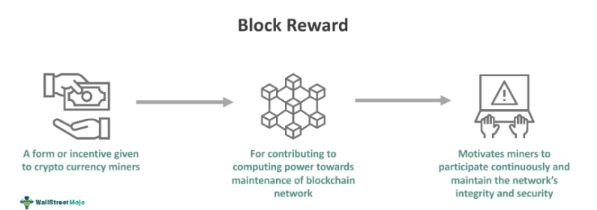 Block Reward
A form or incentive given
to crypto currency miners
For contributing to
computing power towards
maintenance of blockchain
network
Motivates miners to
participate continuously and
maintain the network's
integrity and security
WallStreetMojo